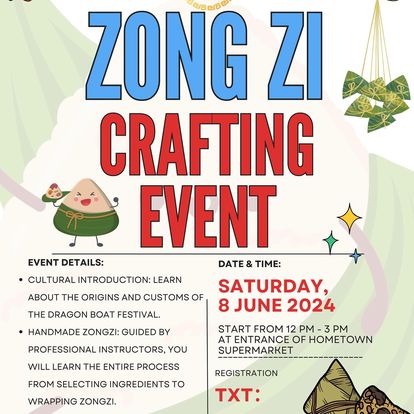 ZONG ZI
CRAFTING
EVENT
EVENT DETAILS:
• CULTURAL INTRODUCTION: LEARN
ABOUT THE ORIGINS AND CUSTOMS OF
THE DRAGON BOAT FESTIVAL.
• HANDMADE ZONGZI: GUIDED BY
PROFESSIONAL INSTRUCTORS, YOU
WILL LEARN THE ENTIRE PROCESS
FROM SELECTING INGREDIENTS TO
WRAPPING ZONGZI.
DATE & TIME:
SATURDAY,
8 JUNE 2024
START FROM 12 PM - 3 PM
AT ENTRANCE OF HOMETOWN
SUPERMARKET
REGISTRATION
TXT: